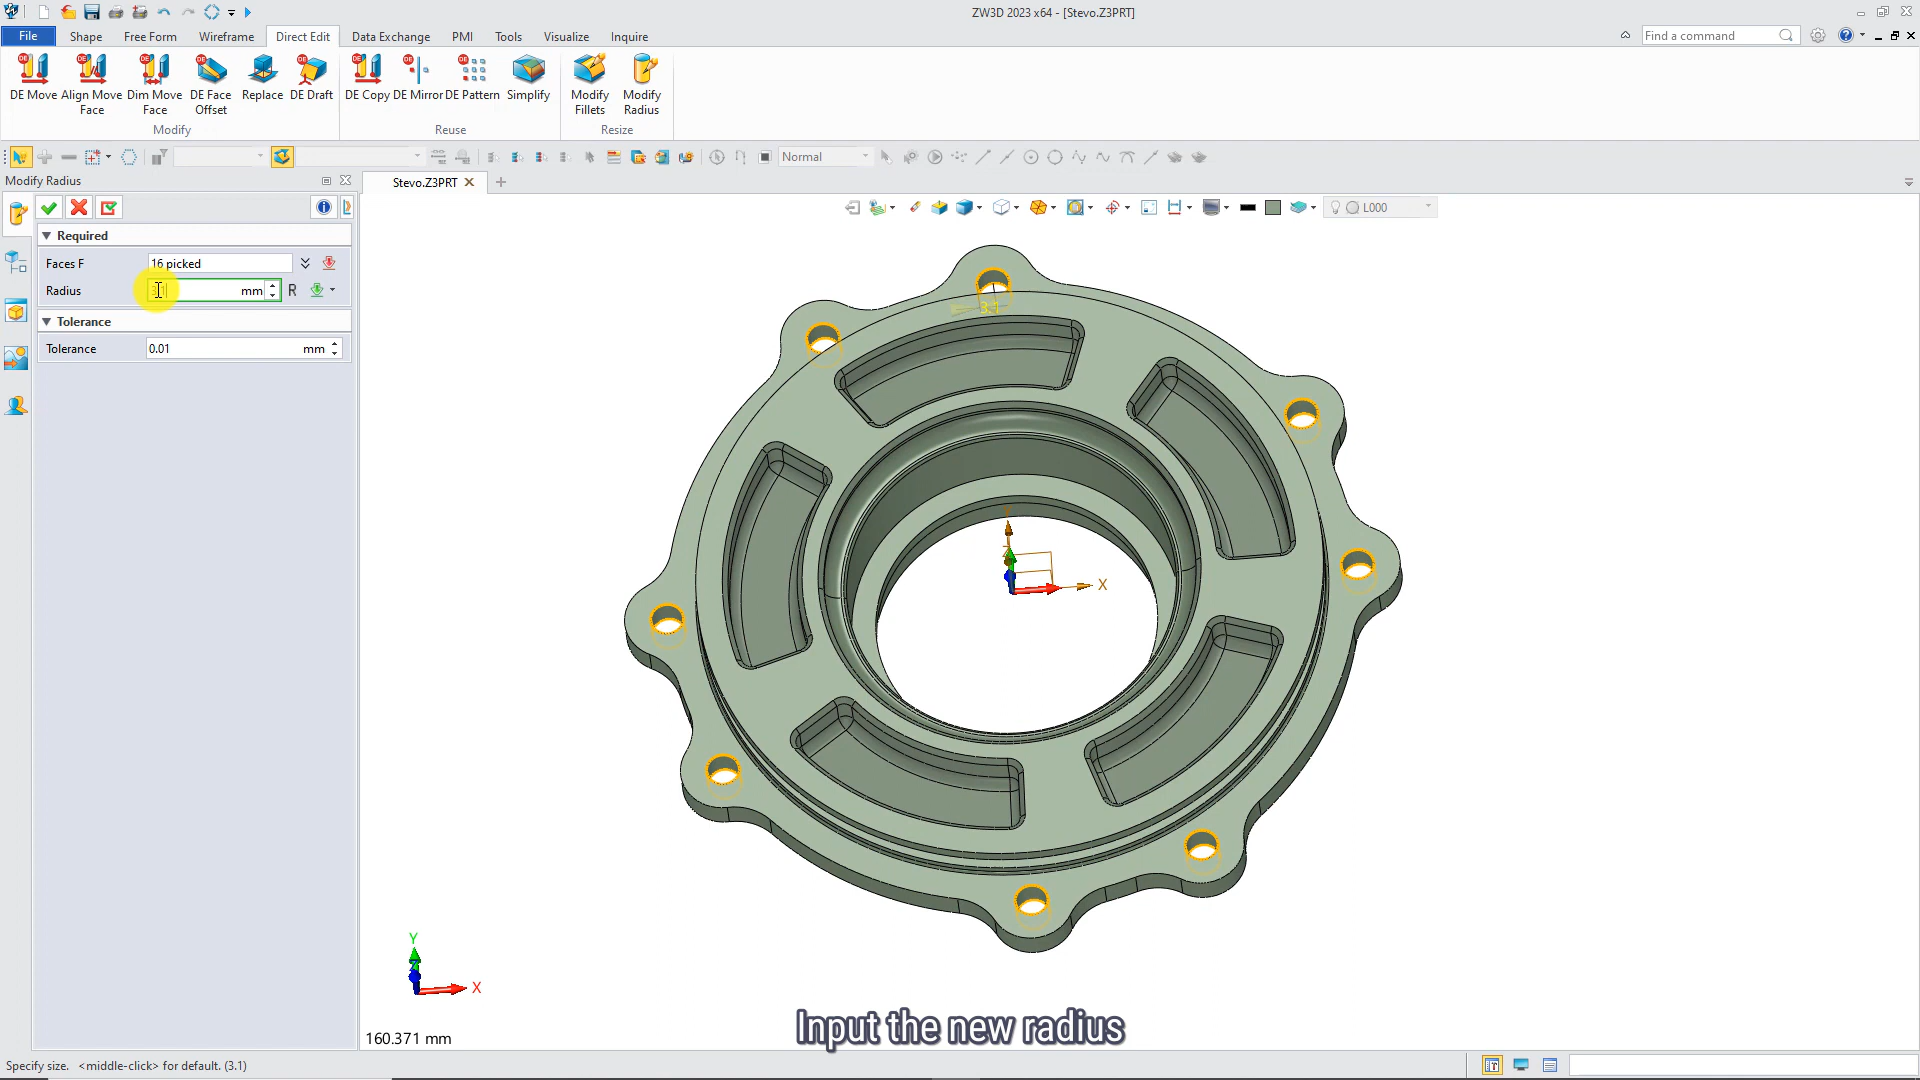 ZW3D 2023 x64 - [Stevo.Z3PRT]
File Shape Free Form Wireframe Direct Edit Data Exchange PMI Tools Visualize Inquire
Find a command
DE Move Align Move Face Dim Move Face DE Face Offset Replace DE Draft DE Copy DE Mirror DE Pattern Simplify Modify Fillets Modify Radius
Modify Reuse Resize
Normal
Modify Radius
Stevo.Z3PRT
L000
Required
Faces F 16 picked
Radius mm R
Tolerance
Tolerance 0.01 mm
3.1
X
Y
X
160.371 mm
Input the new radius
Specify size. <middle-click> for default. (3.1)